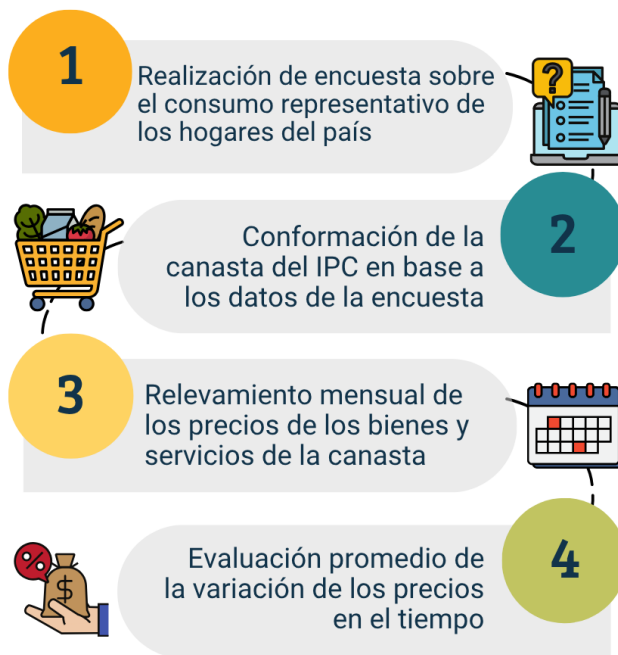 1
Realización de encuesta sobre
el consumo representativo de
los hogares del país
?
2
Conformación de la
canasta del IPC en base a
los datos de la encuesta
3
Relevamiento mensual de
los precios de los bienes y
servicios de la canasta
4
Evaluación promedio de
la variación de los precios
en el tiempo
%
$